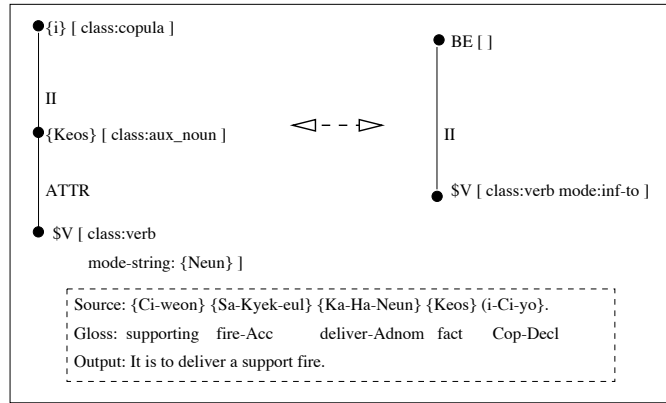 {i} [ class:copula ]
BE [ ]
II
{Keos} [ class:aux_noun ]
II
ATTR
$V [ class:verb mode:inf-to ]
$V [ class:verb
mode-string: {Neun} ]
Source: {Ci-weon} {Sa-Kyek-eul} {Ka-Ha-Neun} {Keos} (i-Ci-yo}.
Gloss: supporting fire-Acc deliver-Adnom fact Cop-Decl
Output: It is to deliver a support fire.